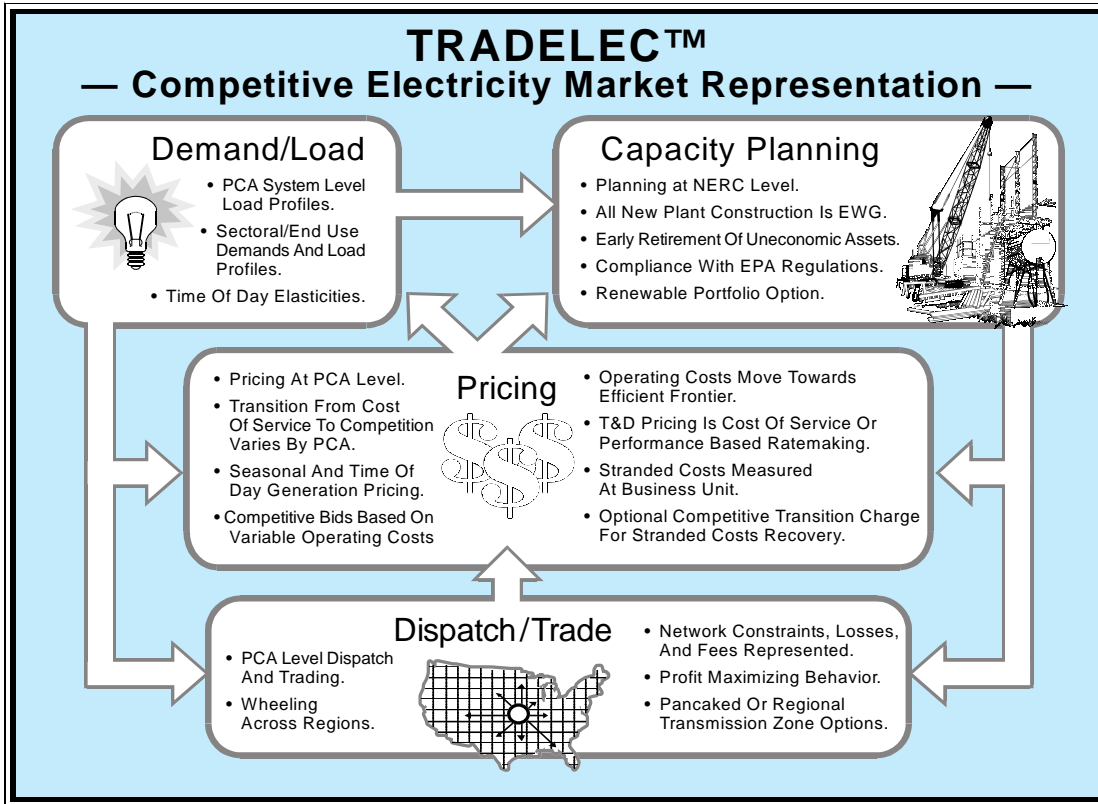 TRADELEC™
— Competitive Electricity Market Representation —
Demand/Load
• PCA System Level
Load Profiles.
• Sectoral/End Use
Demands And Load
Profiles.
• Time Of Day Elasticities.
Capacity Planning
• Planning at NERC Level.
• All New Plant Construction Is EWG.
• Early Retirement Of Uneconomic Assets.
• Compliance With EPA Regulations.
• Renewable Portfolio Option.
Pricing
• Pricing At PCA Level.
• Transition From Cost
Of Service To Competition
Varies By PCA.
• Seasonal And Time Of
Day Generation Pricing.
• Competitive Bids Based On
Variable Operating Costs
$$$
• Operating Costs Move Towards
Efficient Frontier.
• T&D Pricing Is Cost Of Service Or
Performance Based Ratemaking.
• Stranded Costs Measured
At Business Unit.
• Optional Competitive Transition Charge
For Stranded Costs Recovery.
Dispatch/Trade
• PCA Level Dispatch
And Trading.
• Wheeling
Across Regions.
• Network Constraints, Losses,
And Fees Represented.
• Profit Maximizing Behavior.
• Pancaked Or Regional
Transmission Zone Options.